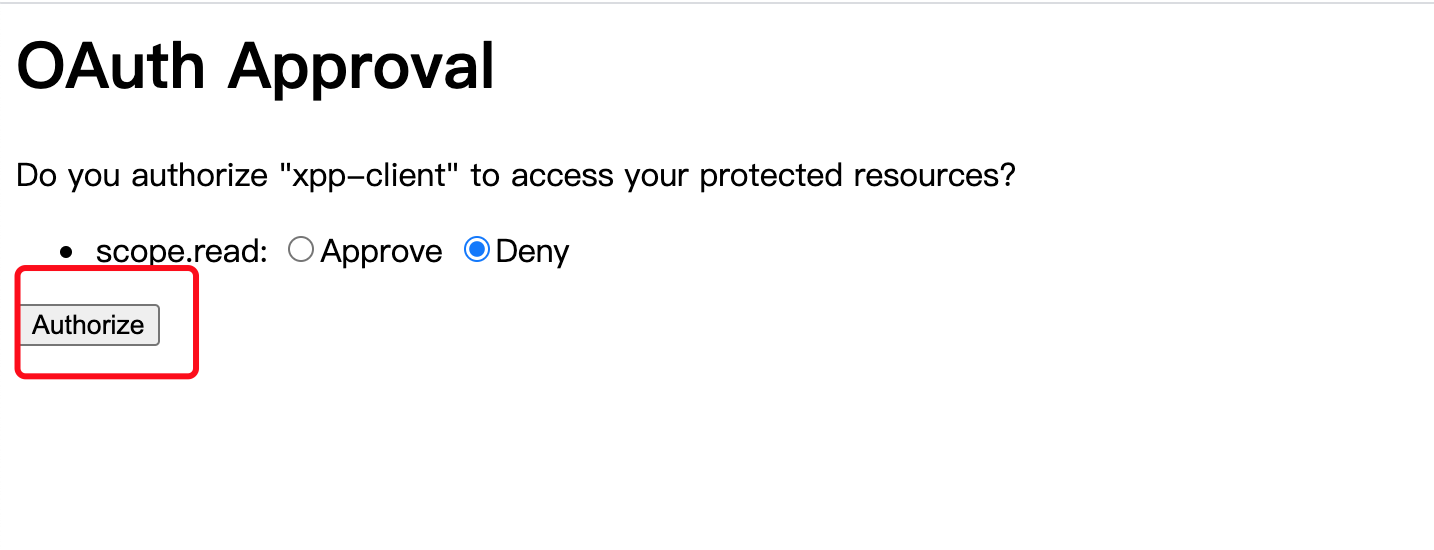 OAuth Approval
Do you authorize "xpp-client" to access your protected resources?
scope.read: Approve Deny
Authorize